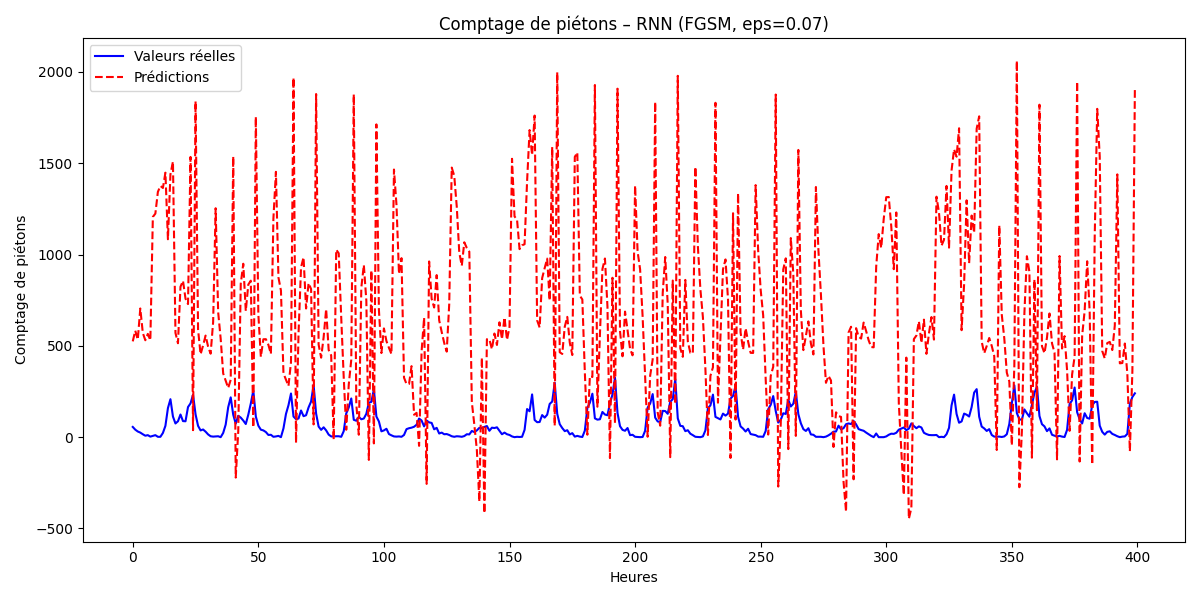 Comptage de piétons – RNN (FGSM, eps=0.07)
Valeurs réelles
Prédictions
Comptage de piétons
2000
1500
1000
500
0
−500
0 50 100 150 200 250 300 350 400
Heures